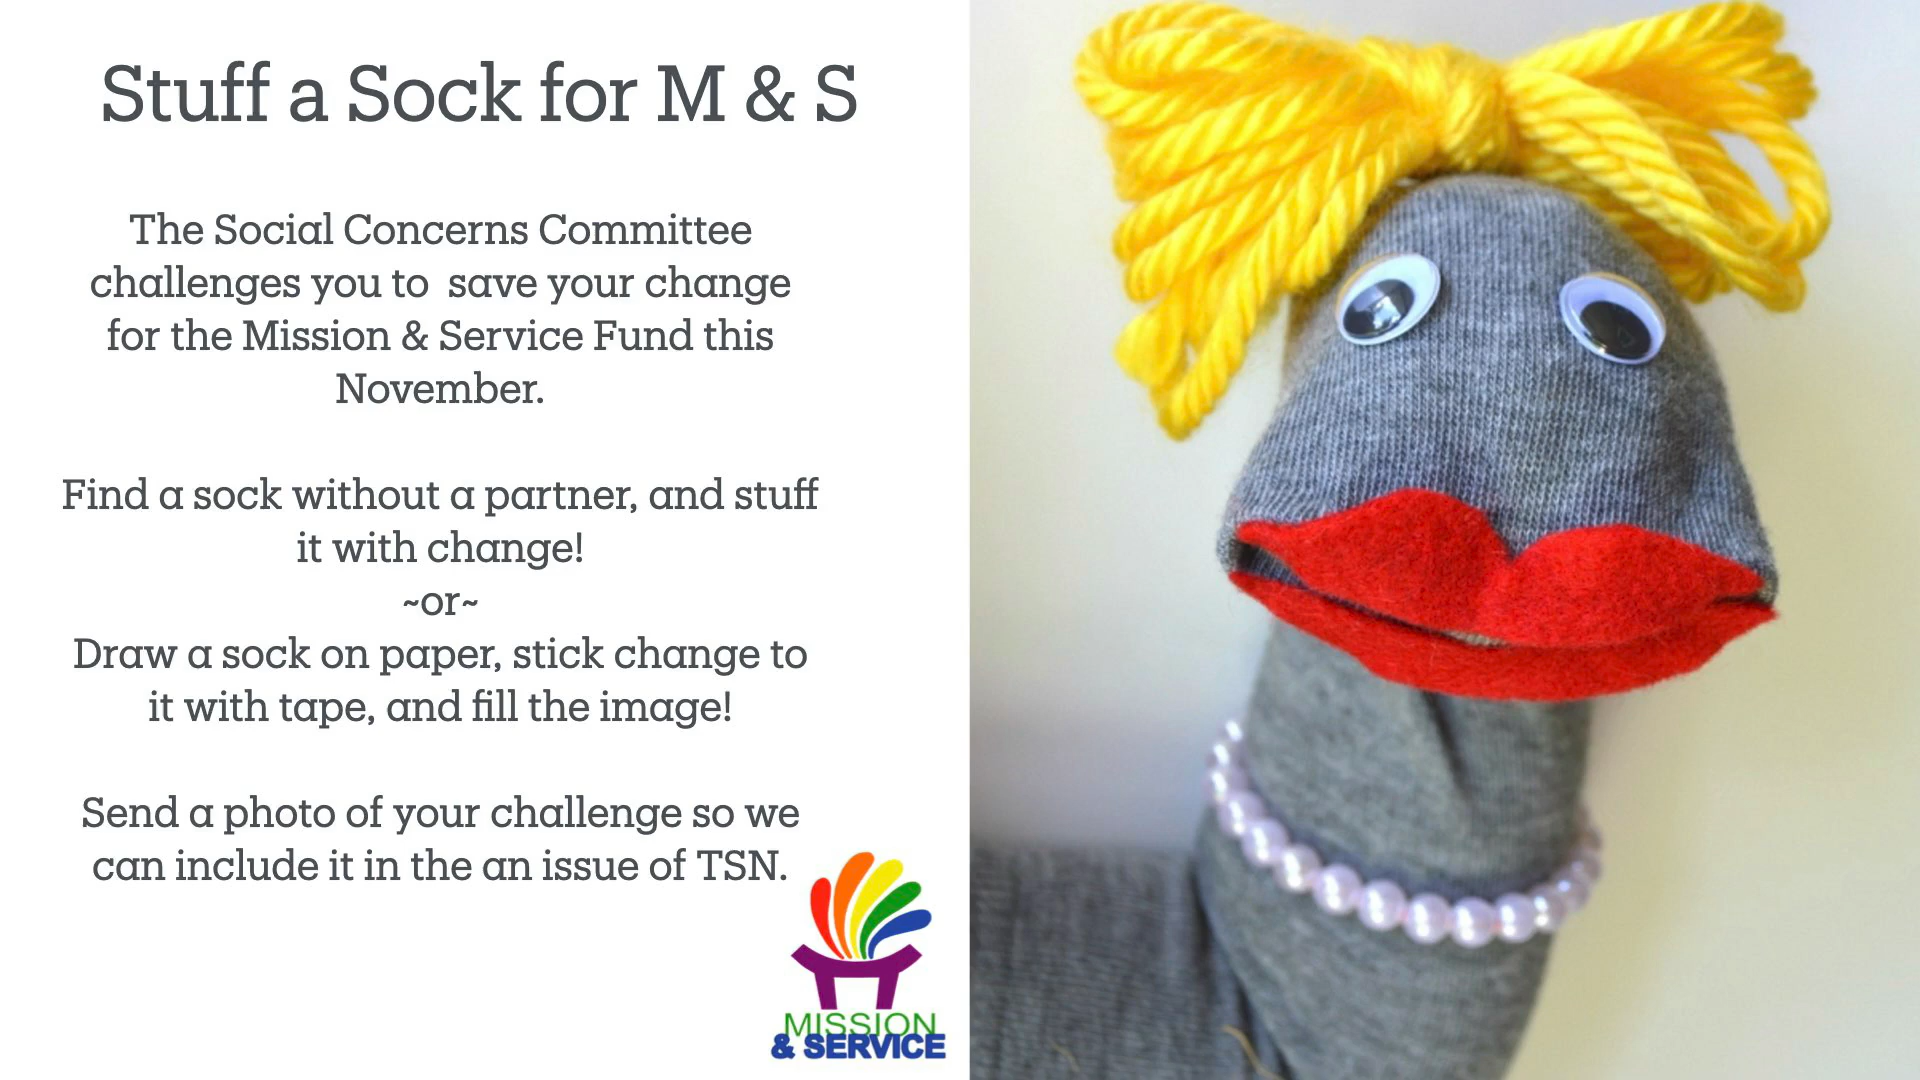 Stuff a Sock for M & S
The Social Concerns Committee
challenges you to  save your change
for the Mission & Service Fund this
November.
Find a sock without a partner, and stuff
it with change!
~or~
Draw a sock on paper, stick change to
it with tape, and fill the image!
Send a photo of your challenge so we
can include it in the an issue of TSN.
MISSION
& SERVICE